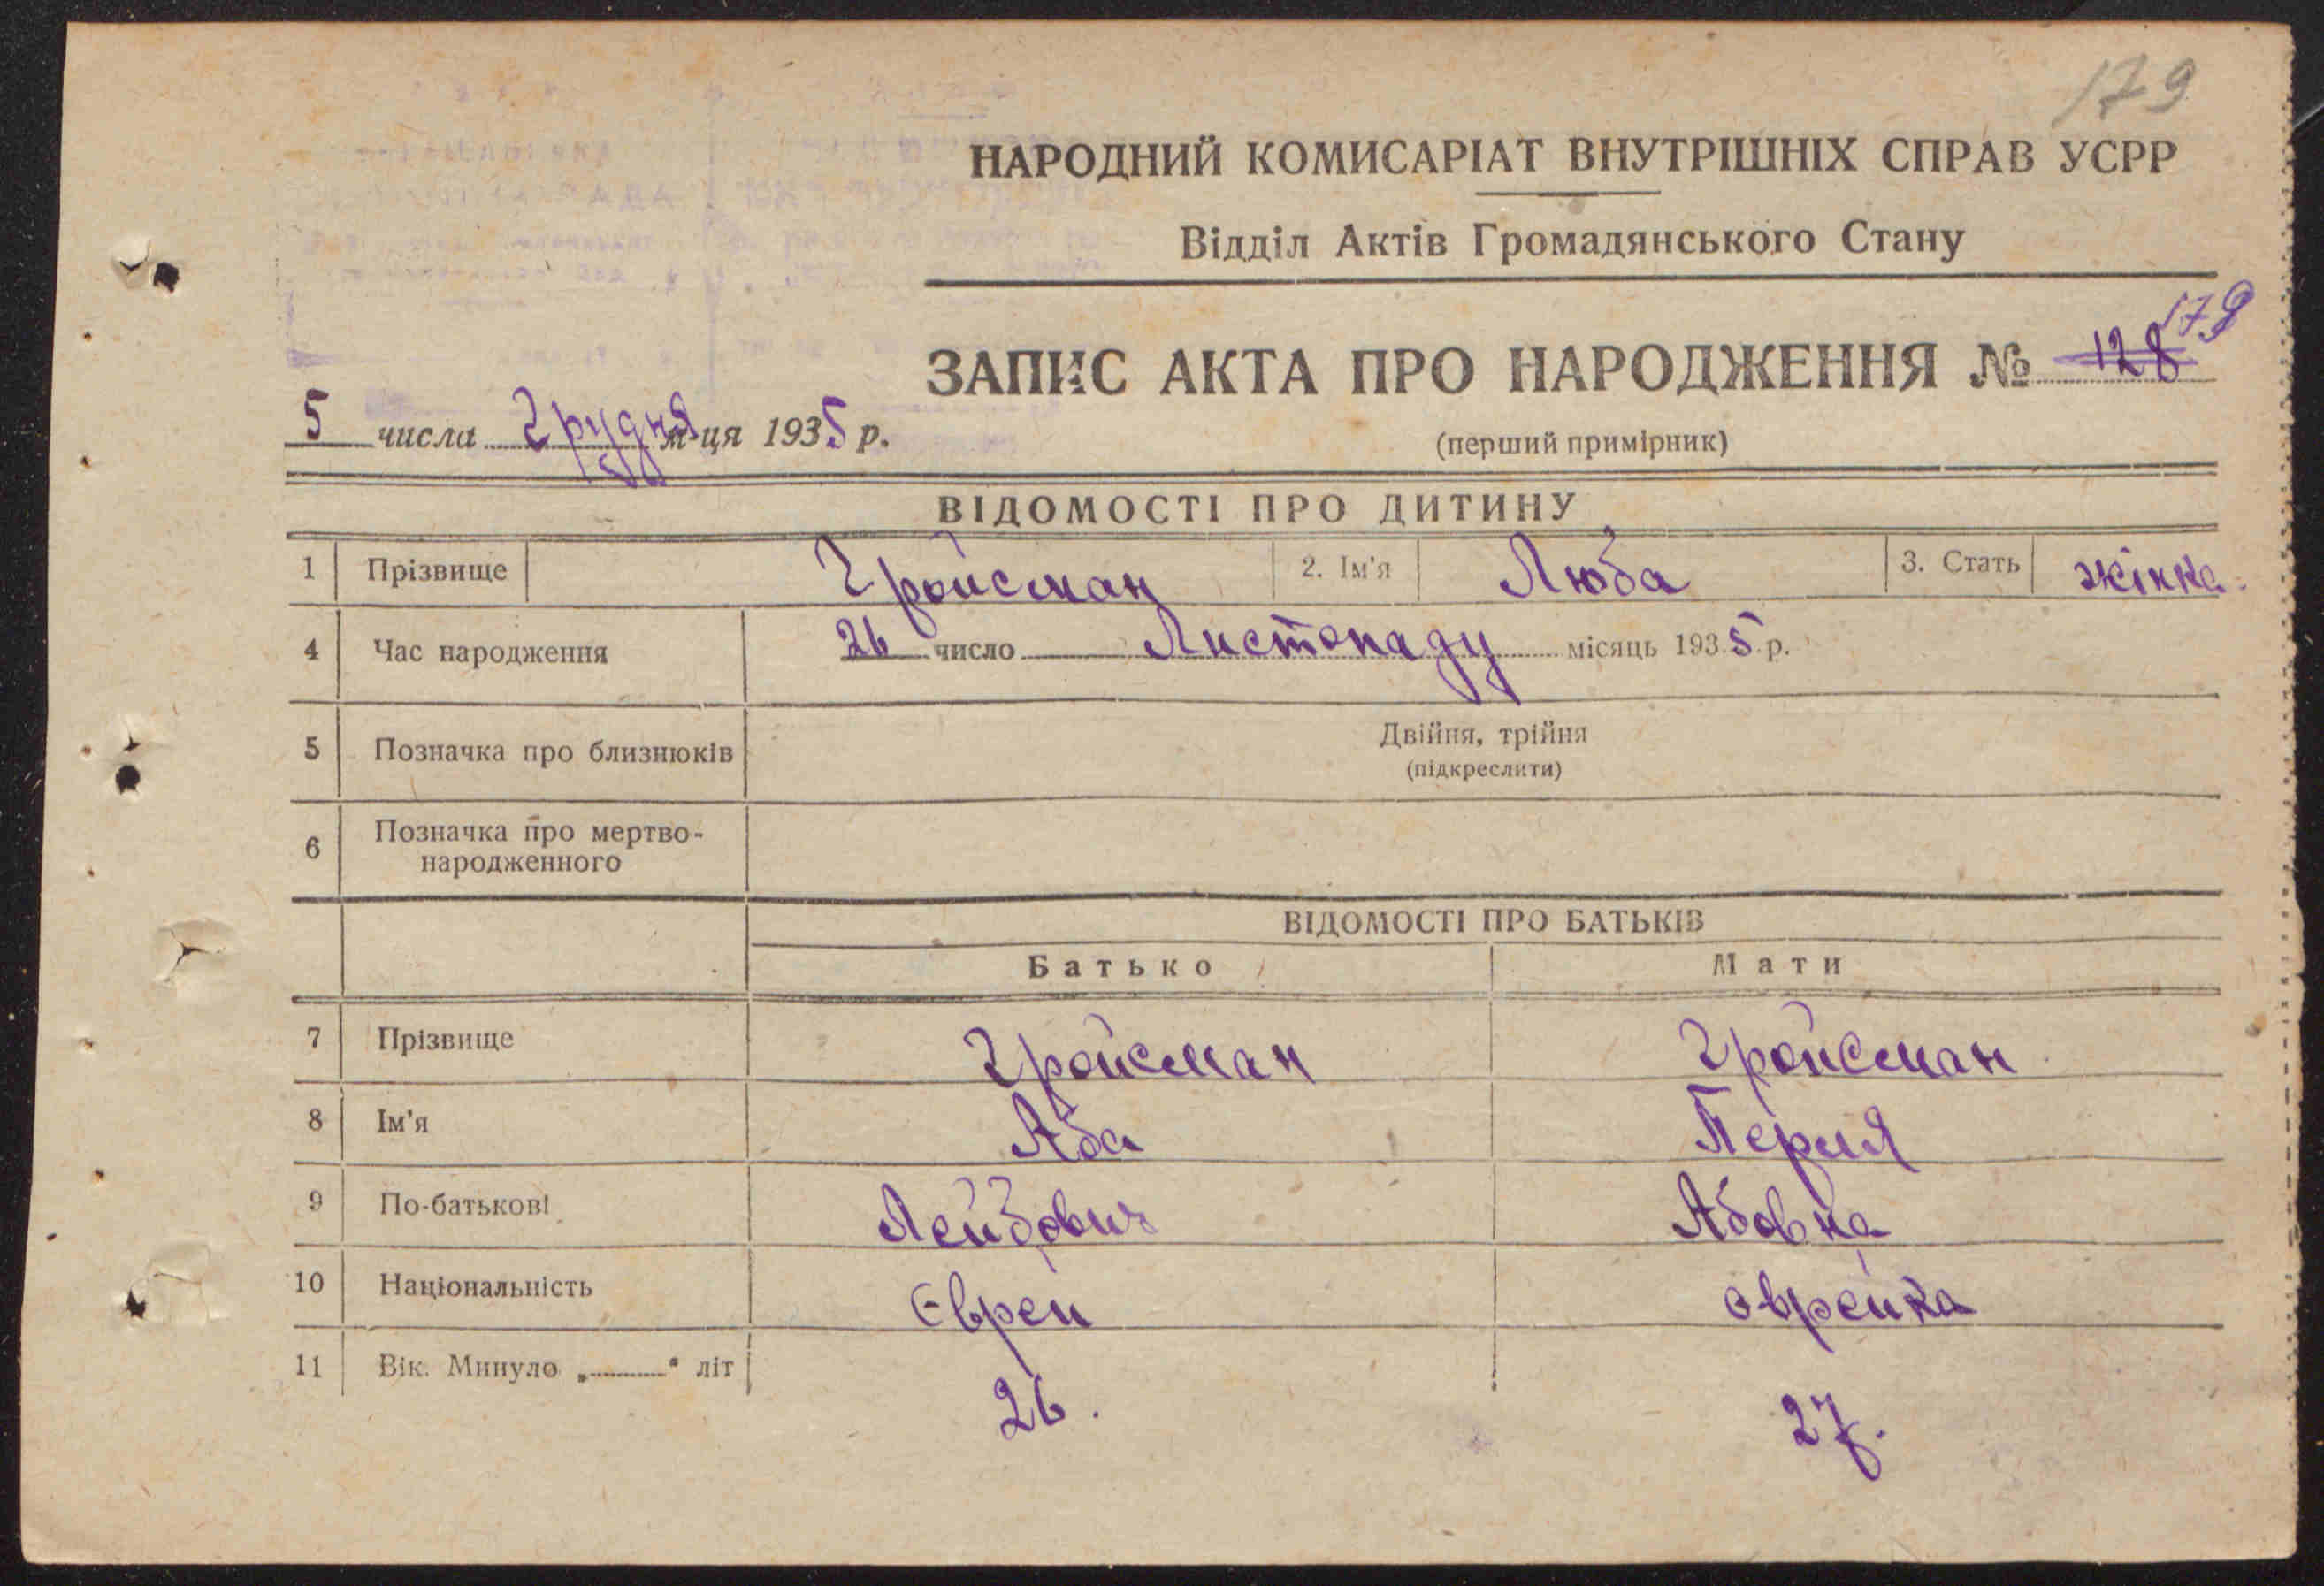 179
НАРОДНИЙ КОМИСАРІАТ ВНУТРІШНІХ СПРАВ УСРР
Відділ Актів Громадянського Стану
ЗАПИС АКТА ПРО НАРОДЖЕННЯ № 128 179
5 числа Грудня м-ця 1935 р.
(перший примірник)
ВІДОМОСТІ ПРО ДИТИНУ
1 Прізвище Гройсман 2. Ім'я Люба 3. Стать жінка
4 Час народження 26 число Листопаду місяць 1935 р.
5 Позначка про близнюків Двійня, трійня
(підкреслити)
6 Позначка про мертво-
народженного
ВІДОМОСТІ ПРО БАТЬКІВ
Батько Мати
7 Прізвище Гройсман Гройсман
8 Ім'я Аба Перля
9 По-батькові Лейбович Абовна
10 Національність Єврей єврейка
11 Вік. Минуло „ “ літ 26. 27.